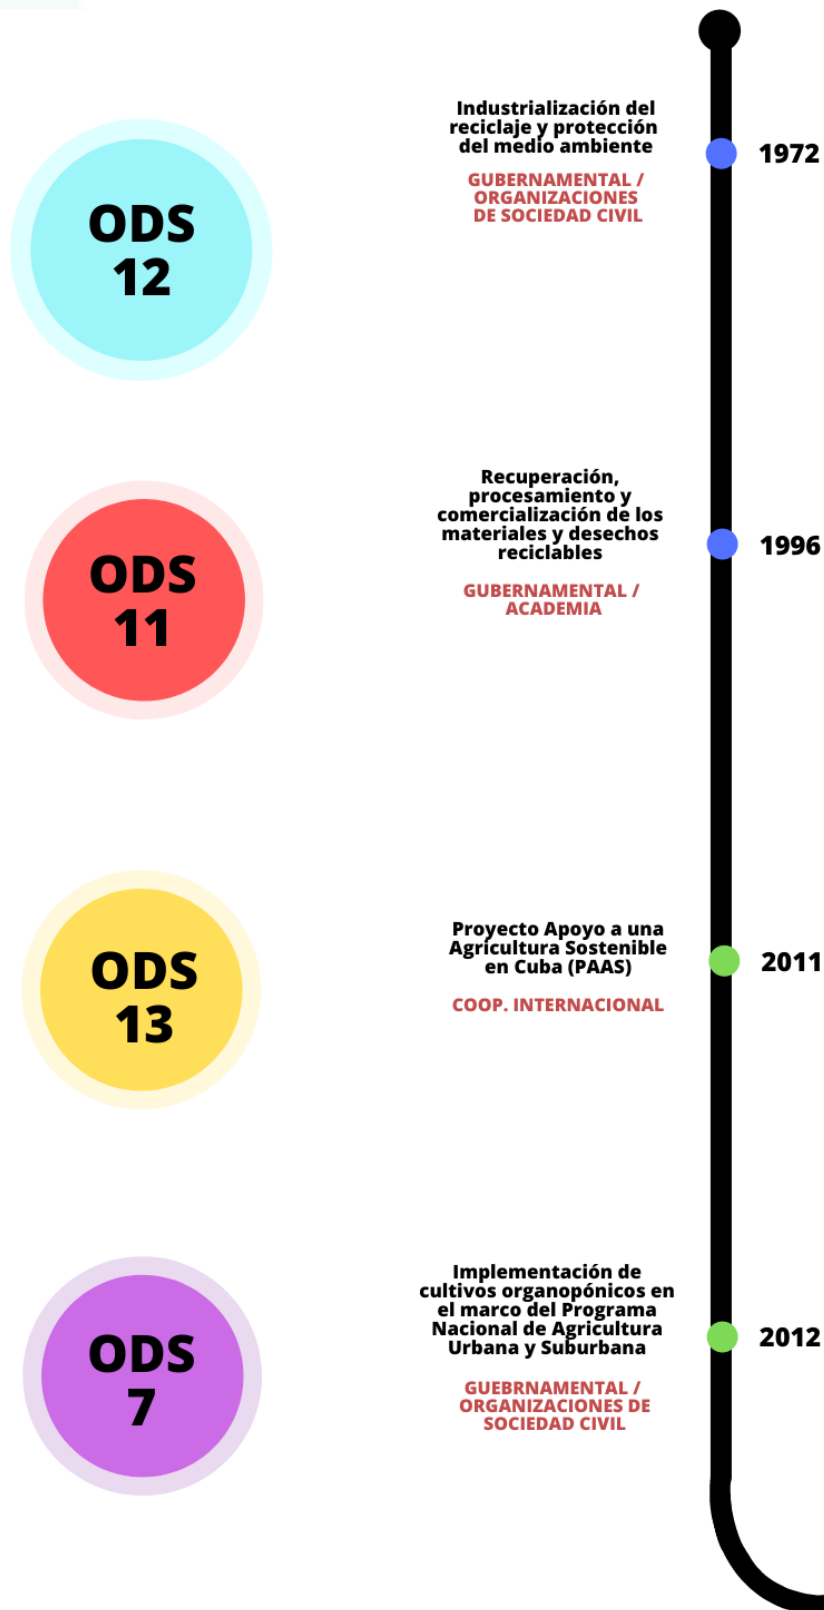 Industrialización del
reciclaje y protección
del medio ambiente
GUBERNAMENTAL /
ORGANIZACIONES
DE SOCIEDAD CIVIL
1972
ODS
12
Recuperación,
procesamiento y
comercialización de los
materiales y desechos
reciclables
GUBERNAMENTAL /
ACADEMIA
1996
ODS
11
Proyecto Apoyo a una
Agricultura Sostenible
en Cuba (PAAS)
COOP. INTERNACIONAL
2011
ODS
13
Implementación de
cultivos organopónicos en
el marco del Programa
Nacional de Agricultura
Urbana y Suburbana
GUEBRNAMENTAL /
ORGANIZACIONES DE
SOCIEDAD CIVIL
2012
ODS
7